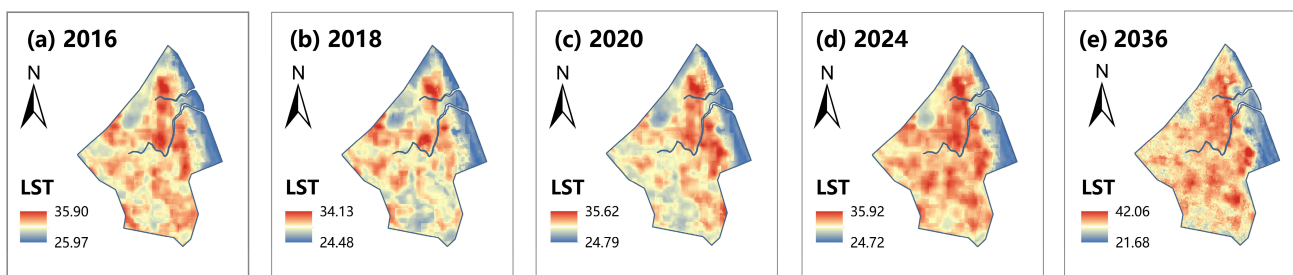 (a) 2016
N
LST
35.90
25.97
(b) 2018
N
LST
34.13
24.48
(c) 2020
N
LST
35.62
24.79
(d) 2024
N
LST
35.92
24.72
(e) 2036
N
LST
42.06
21.68